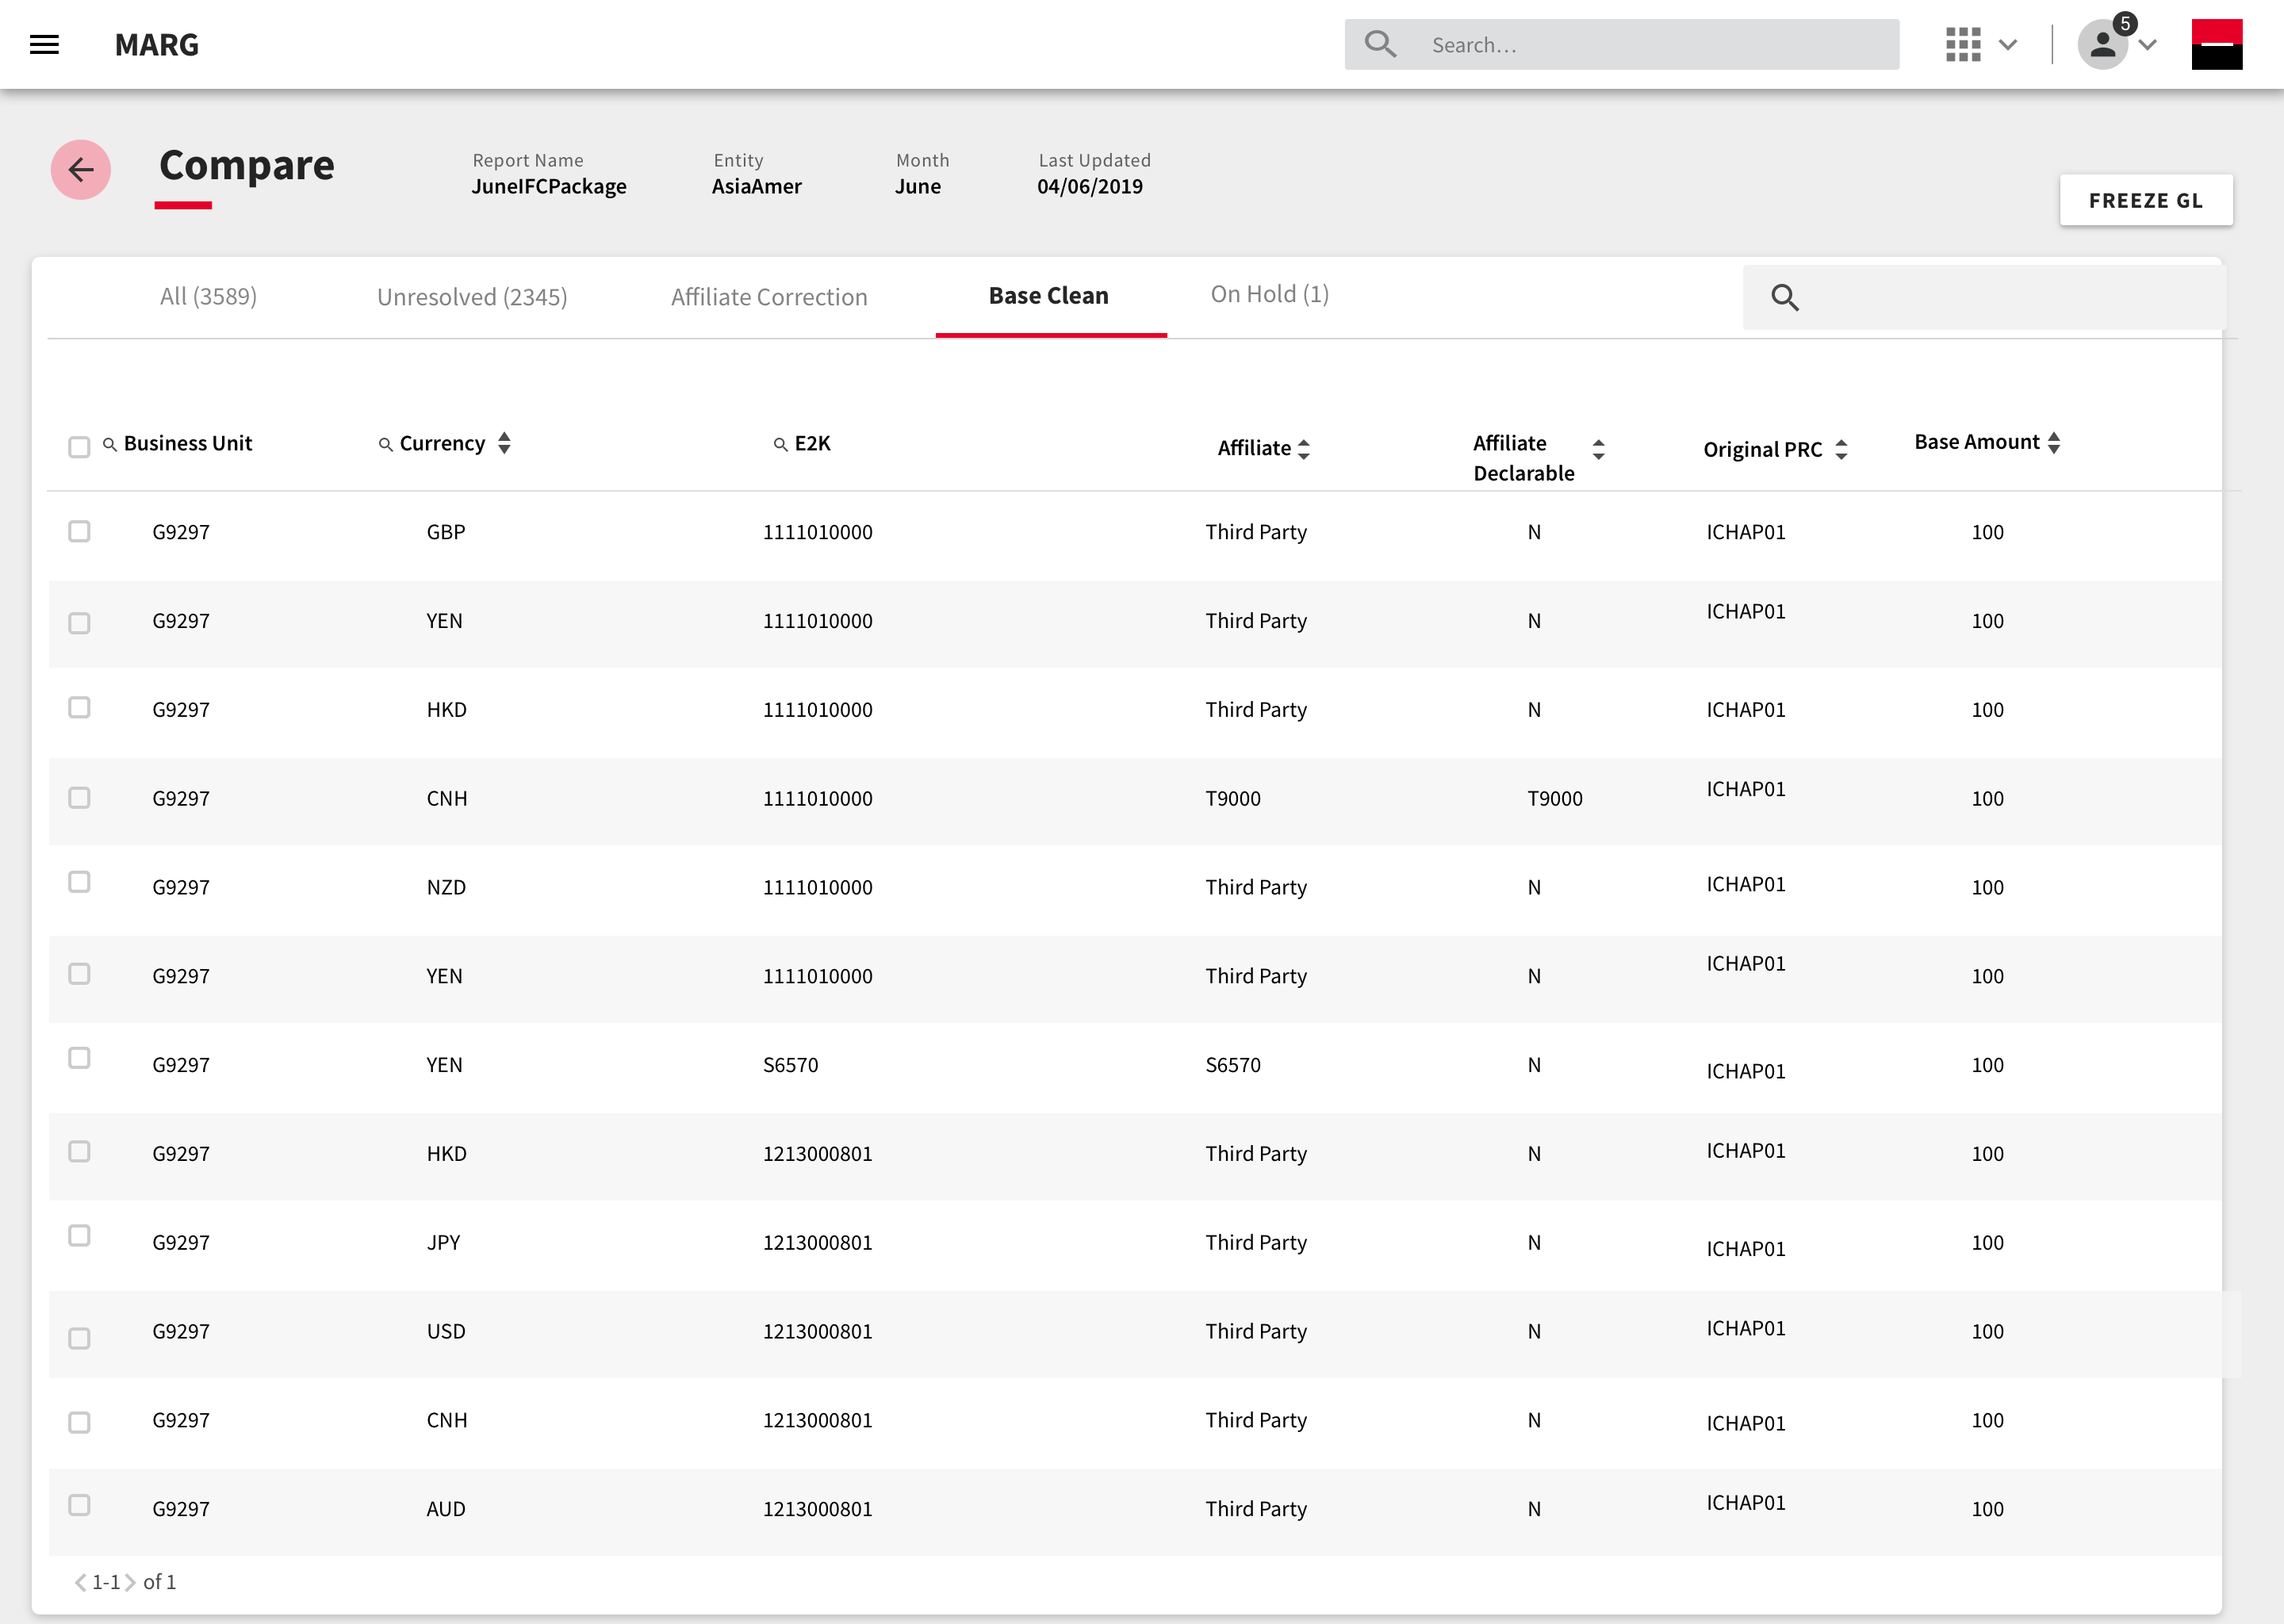 MARG
Search...
5
Compare
Report Name
JuneIFCPackage
Entity
AsiaAmer
Month
June
Last Updated
04/06/2019
FREEZE GL
All (3589) Unresolved (2345) Affiliate Correction Base Clean On Hold (1)
Business Unit Currency E2K Affiliate Affiliate Declarable Original PRC Base Amount
G9297 GBP 1111010000 Third Party N ICHAP01 100
G9297 YEN 1111010000 Third Party N ICHAP01 100
G9297 HKD 1111010000 Third Party N ICHAP01 100
G9297 CNH 1111010000 T9000 T9000 ICHAP01 100
G9297 NZD 1111010000 Third Party N ICHAP01 100
G9297 YEN 1111010000 Third Party N ICHAP01 100
G9297 YEN S6570 S6570 N ICHAP01 100
G9297 HKD 1213000801 Third Party N ICHAP01 100
G9297 JPY 1213000801 Third Party N ICHAP01 100
G9297 USD 1213000801 Third Party N ICHAP01 100
G9297 CNH 1213000801 Third Party N ICHAP01 100
G9297 AUD 1213000801 Third Party N ICHAP01 100
1-1 of 1